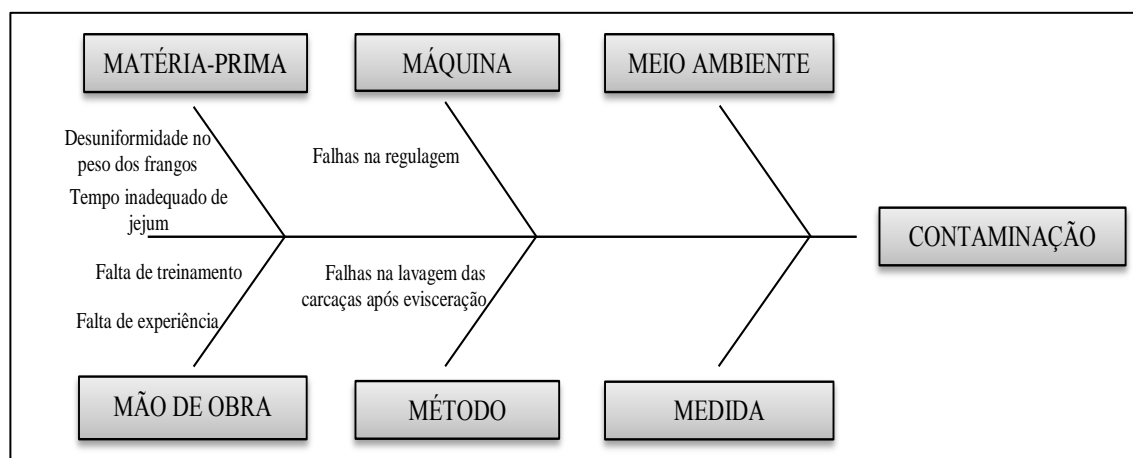 MATÉRIA-PRIMA
MÁQUINA
MEIO AMBIENTE
Desuniformidade no
peso dos frangos
Tempo inadequado de
jejum
Falhas na regulagem
CONTAMINAÇÃO
Falta de treinamento
Falta de experiência
Falhas na lavagem das
carcaças após evisceração
MÃO DE OBRA
MÉTODO
MEDIDA